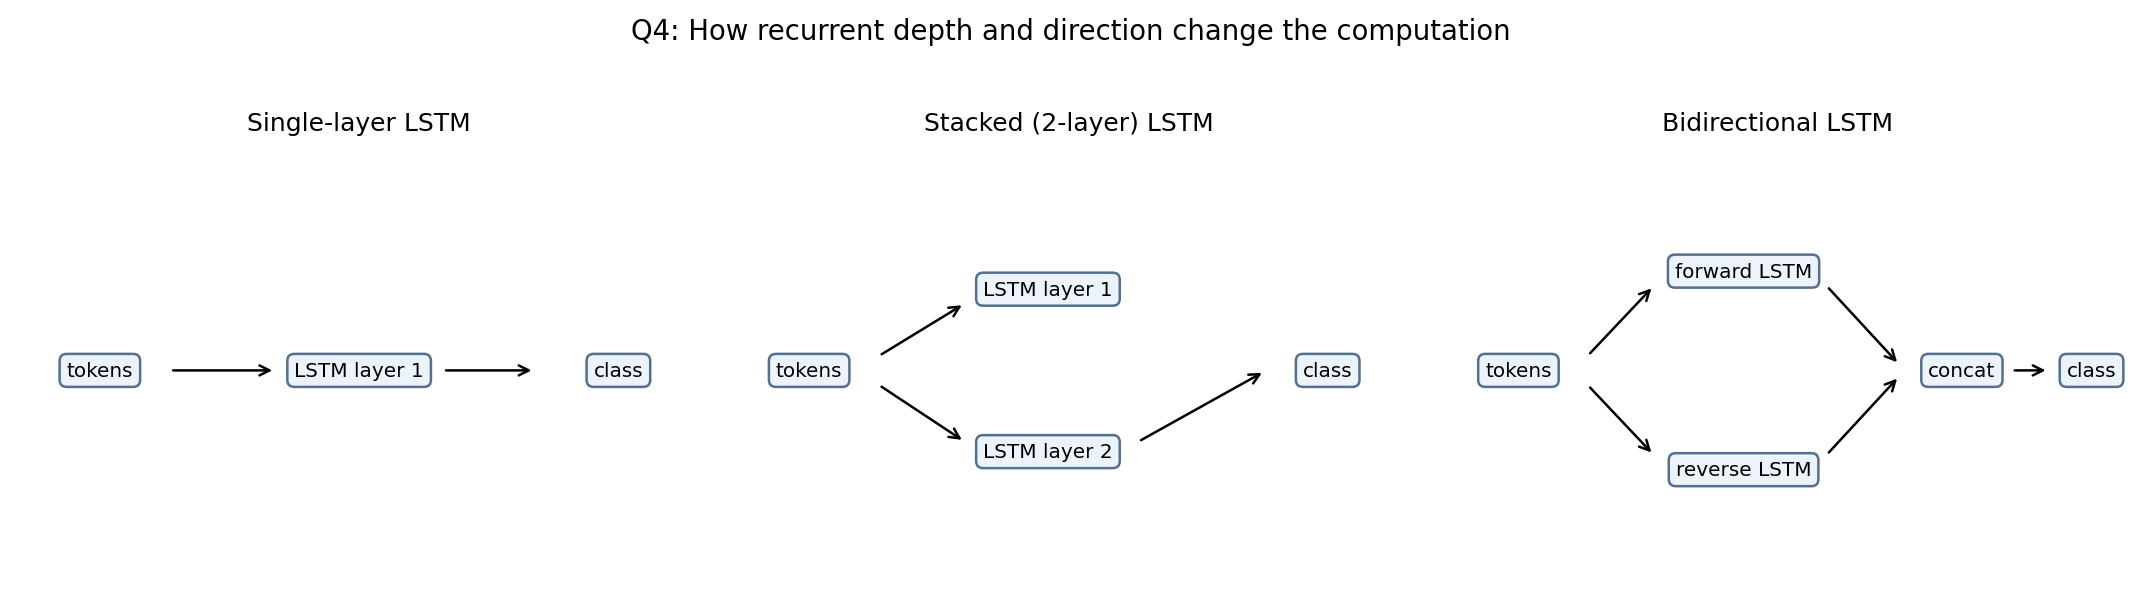 Q4: How recurrent depth and direction change the computation
Single-layer LSTM
tokens
LSTM layer 1
class
Stacked (2-layer) LSTM
tokens
LSTM layer 1
LSTM layer 2
class
Bidirectional LSTM
tokens
forward LSTM
reverse LSTM
concat
class